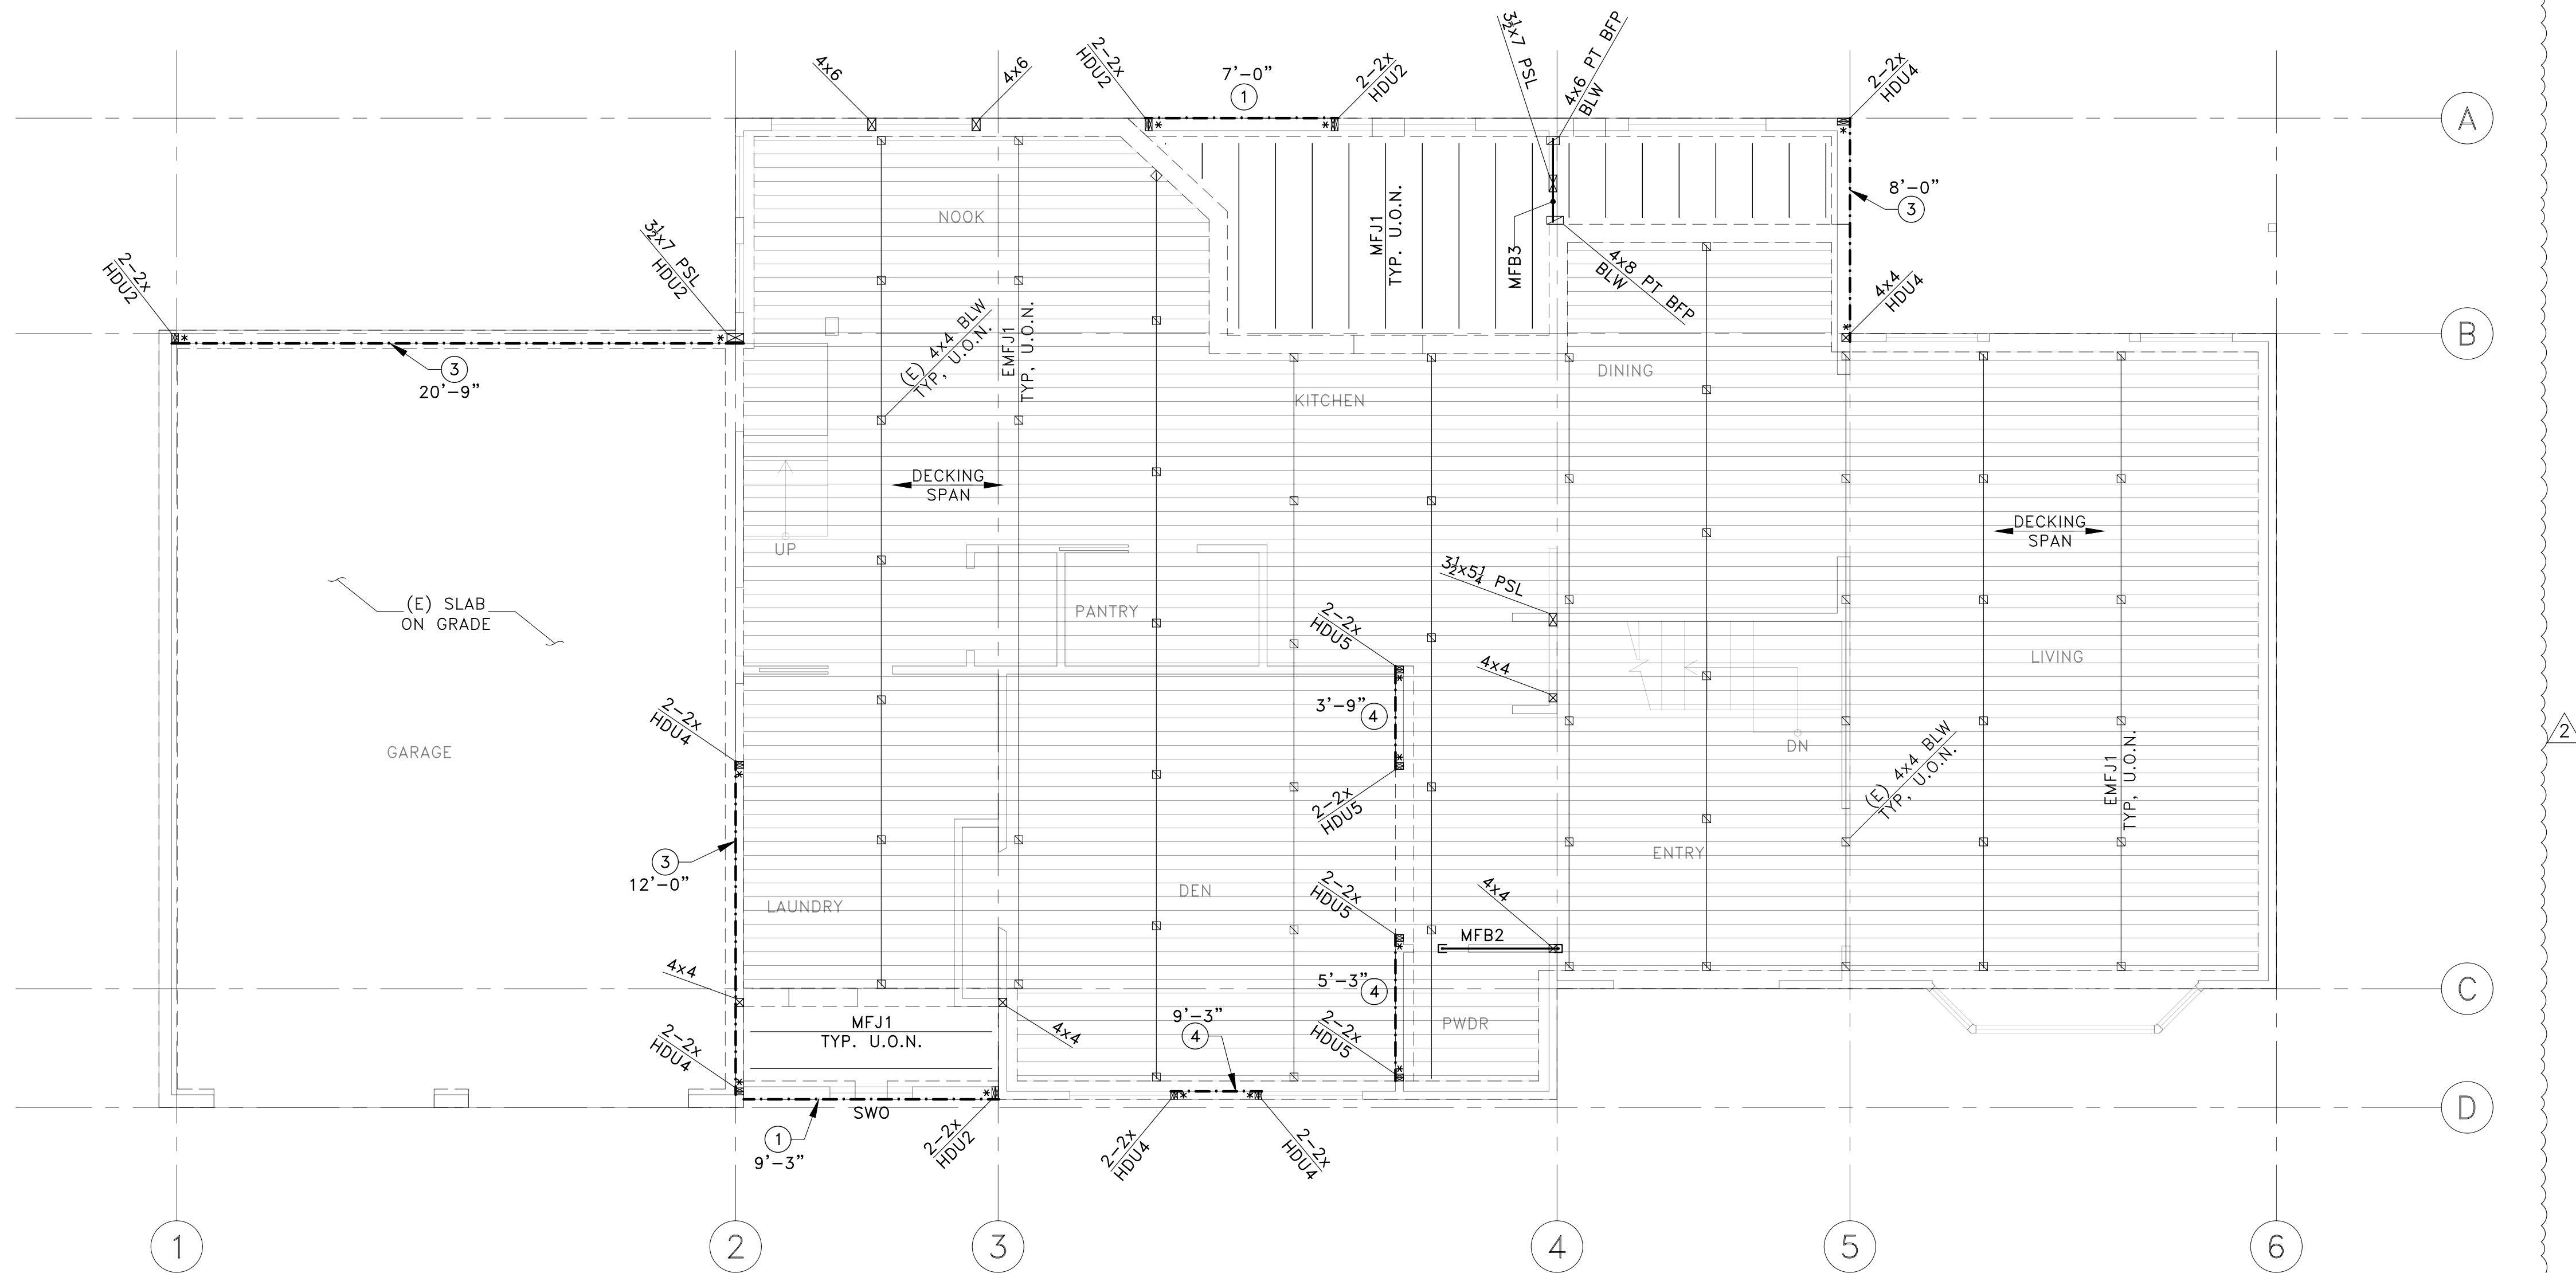 4x6
4x6
2-2x
HDU2
7'-0"
1
2-2x
HDU2
3½x7 PSL
4x6 PT BFP
BLW
2-2x
HDU4
A
8'-0"
3
NOOK
MFJ1
TYP. U.O.N.
MFB3
4x8 PT BFP
BLW
4x4
HDU4
2-2x
HDU2
3½x7 PSL
HDU2
B
3
20'-9"
(E) 4x4 BLW
TYP, U.O.N.
EMFJ1
TYP, U.O.N.
KITCHEN
DINING
DECKING
SPAN
DECKING
SPAN
UP
(E) SLAB
ON GRADE
PANTRY
3½x5¼ PSL
2-2x
HDU5
4x4
LIVING
3'-9"
4
2-2x
HDU4
GARAGE
DN
2
2-2x
HDU5
(E) 4x4 BLW
TYP, U.O.N.
EMFJ1
TYP, U.O.N.
3
12'-0"
ENTRY
LAUNDRY
DEN
2-2x
HDU5
4x4
MFB2
4x4
5'-3"
4
C
MFJ1
TYP. U.O.N.
4x4
9'-3"
4
2-2x
HDU5
PWDR
2-2x
HDU4
D
SWO
1
9'-3"
2-2x
HDU2
2-2x
HDU4
2-2x
HDU4
1
2
3
4
5
6